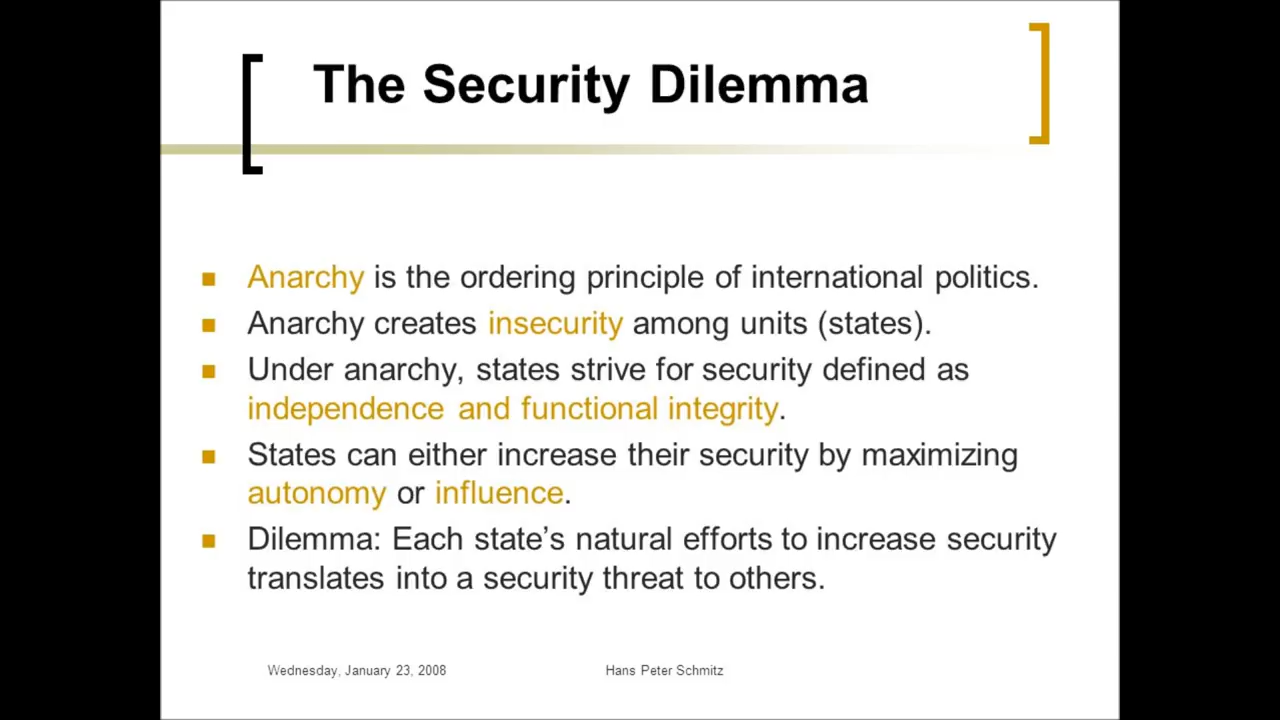 The Security Dilemma
Anarchy is the ordering principle of international politics.
Anarchy creates insecurity among units (states).
Under anarchy, states strive for security defined as
independence and functional integrity.
States can either increase their security by maximizing
autonomy or influence.
Dilemma: Each state’s natural efforts to increase security
translates into a security threat to others.
Wednesday, January 23, 2008
Hans Peter Schmitz